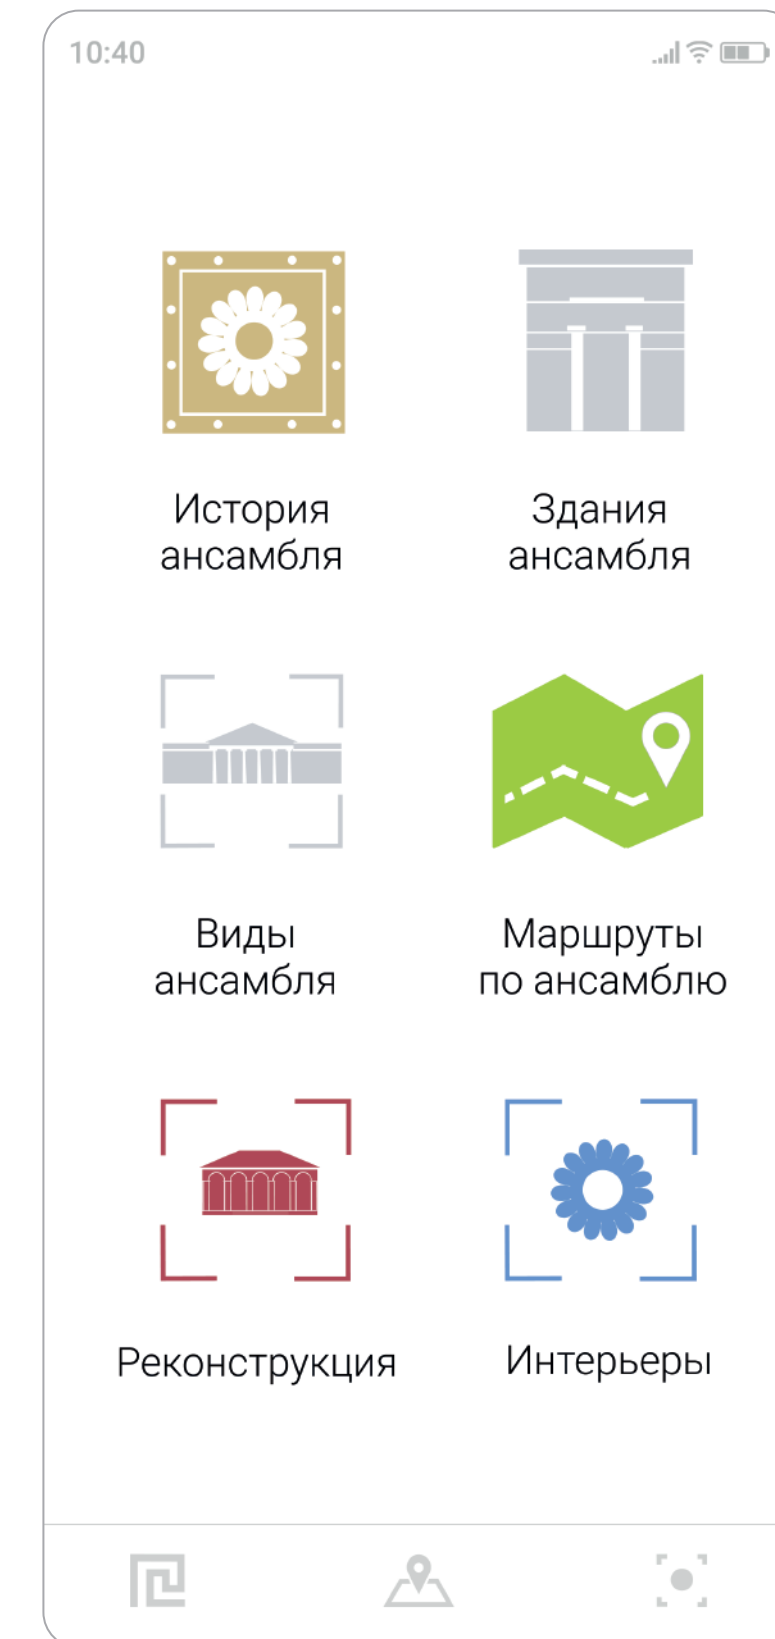 10:40
История
ансамбля
Здания
ансамбля
Виды
ансамбля
Маршруты
по ансамблю
Реконструкция
Интерьеры